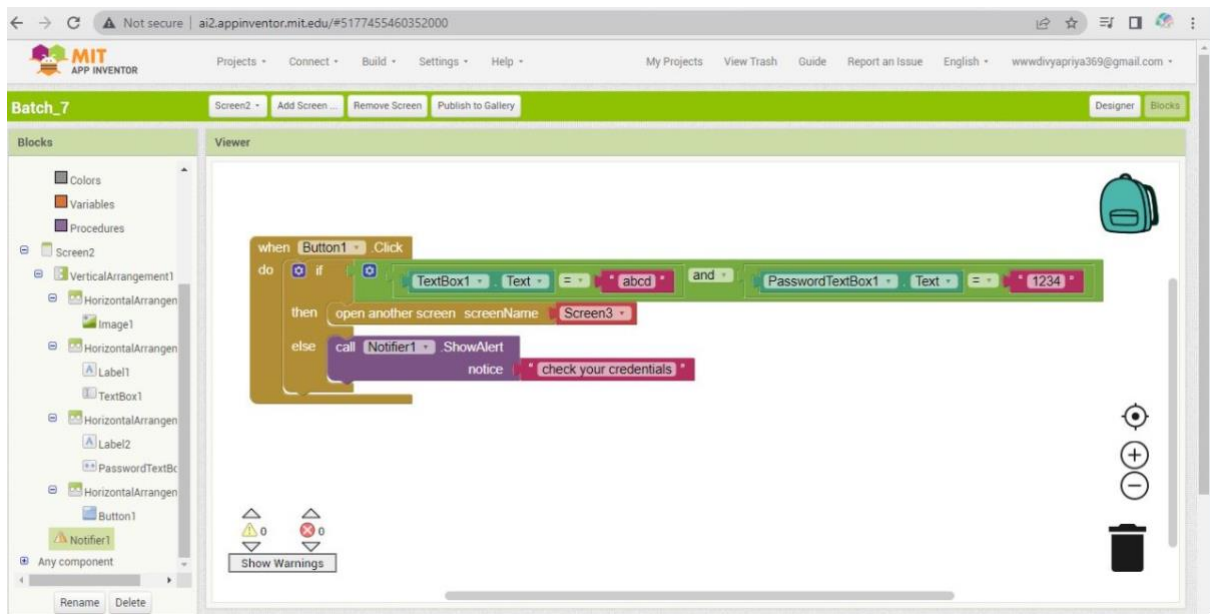 Not secure | ai2.appinventor.mit.edu/#5177455460352000
MIT
APP INVENTOR
Projects Connect Build Settings Help My Projects View Trash Guide Report an Issue English wwwdivyapriya369@gmail.com
Batch_7 Screen2 Add Screen ... Remove Screen Publish to Gallery Designer Blocks
Blocks Viewer
Colors
Variables
Procedures
Screen2
VerticalArrangement1
HorizontalArrangen
Image1
HorizontalArrangen
Label1
TextBox1
HorizontalArrangen
Label2
PasswordTextBo
HorizontalArrangen
Button1
Notifier1
Any component
Rename Delete
when Button1 .Click
do if TextBox1 . Text = " abcd " and PasswordTextBox1 . Text = " 1234 "
then open another screen screenName Screen3
else call Notifier1 .ShowAlert
notice " check your credentials "
0 0
Show Warnings